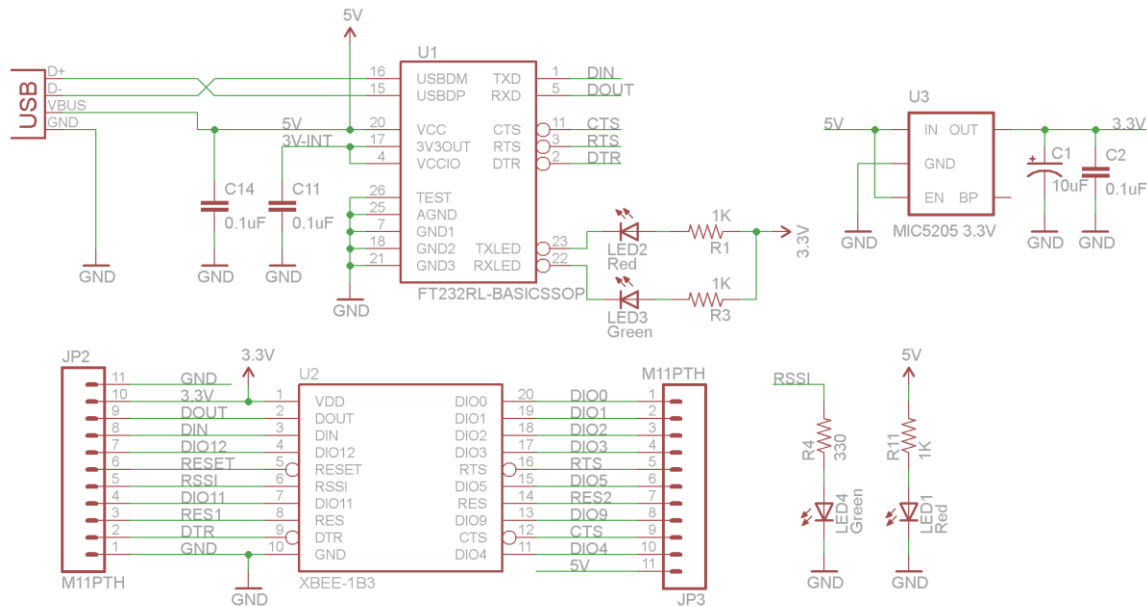 5V
U1
USB
D+
D-
VBUS
GND
16 USBDM TXD 1 DIN
15 USBDP RXD 5 DOUT
5V 20 VCC CTS 11 CTS
3V-INT 17 3V3OUT RTS 3 RTS
4 VCCIO DTR 2 DTR
C14
0.1uF
C11
0.1uF
26 TEST
25 AGND
7 GND1
18 GND2 TXLED 23
21 GND3 RXLED 22
FT232RL-BASICSSOP
GND
GND
GND
GND
LED2
Red
1K
R1
3.3V
LED3
Green
1K
R3
U3
5V IN OUT 3.3V
GND
EN BP
MIC5205 3.3V
C1
10uF
C2
0.1uF
GND
GND
GND
JP2
3.3V
U2
M11PTH
11 GND
10 3.3V 1 VDD DIO0 20 DIO0 1
9 DOUT 2 DOUT DIO1 19 DIO1 2
8 DIN 3 DIN DIO2 18 DIO2 3
7 DIO12 4 DIO12 DIO3 17 DIO3 4
6 RESET 5 RESET RTS 16 RTS 5
5 RSSI 6 RSSI DIO5 15 DIO5 6
4 DIO11 7 DIO11 RES 14 RES2 7
3 RES1 8 RES DIO9 13 DIO9 8
2 DTR 9 DTR CTS 12 CTS 9
1 GND 10 GND DIO4 11 DIO4 10
5V 11
M11PTH
GND
XBEE-1B3
JP3
RSSI
R4
330
LED4
Green
GND
5V
R11
1K
LED1
Red
GND